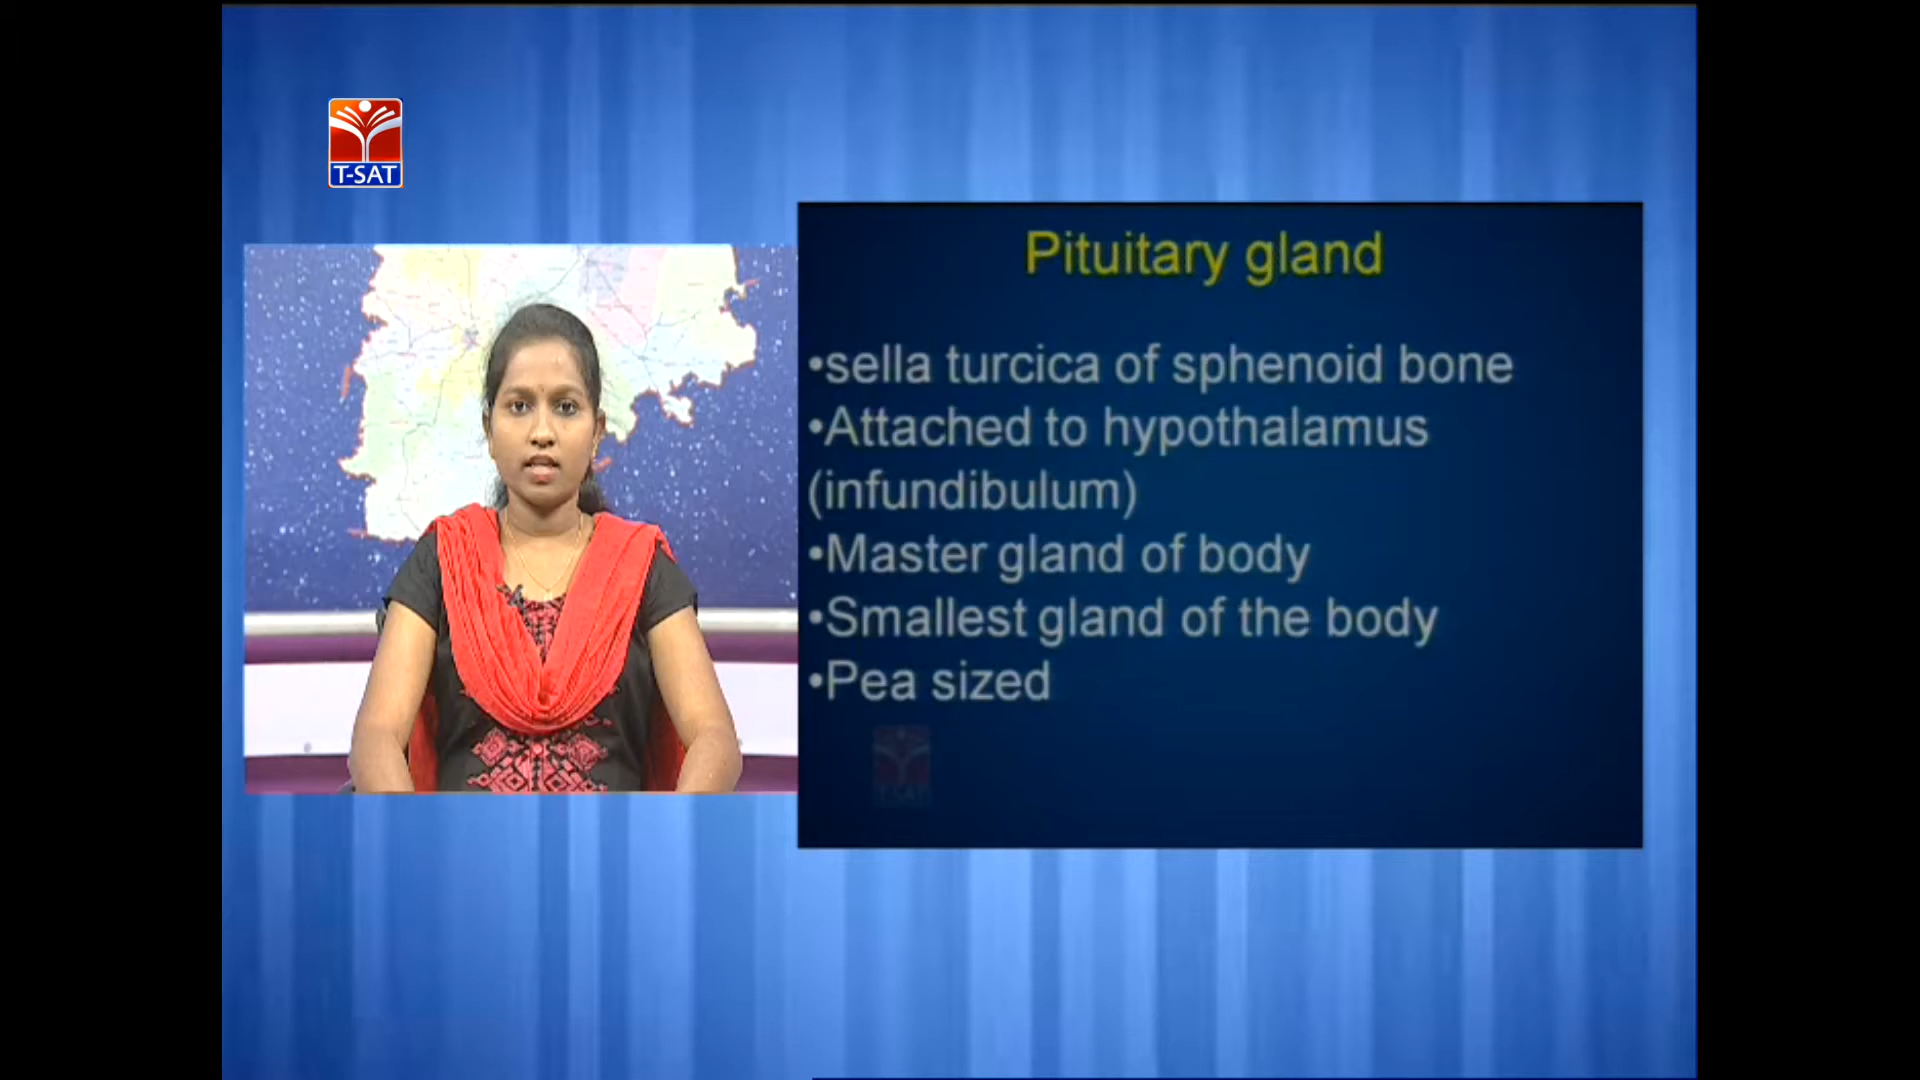 T-SAT
Pituitary gland
•sella turcica of sphenoid bone
•Attached to hypothalamus
(infundibulum)
•Master gland of body
•Smallest gland of the body
•Pea sized
T-SAT